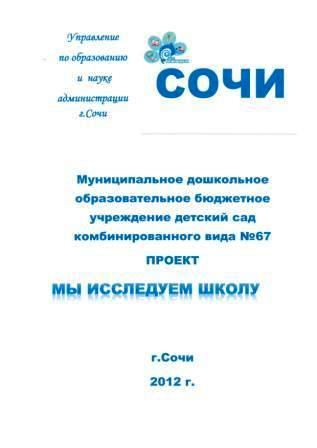 Управление
по образованию
и науке
администрации
г.Сочи
СОЧИ
Муниципальное дошкольное
образовательное бюджетное
учреждение детский сад
комбинированного вида №67
ПРОЕКТ
МЫ ИССЛЕДУЕМ ШКОЛУ
г.Сочи
2012 г.